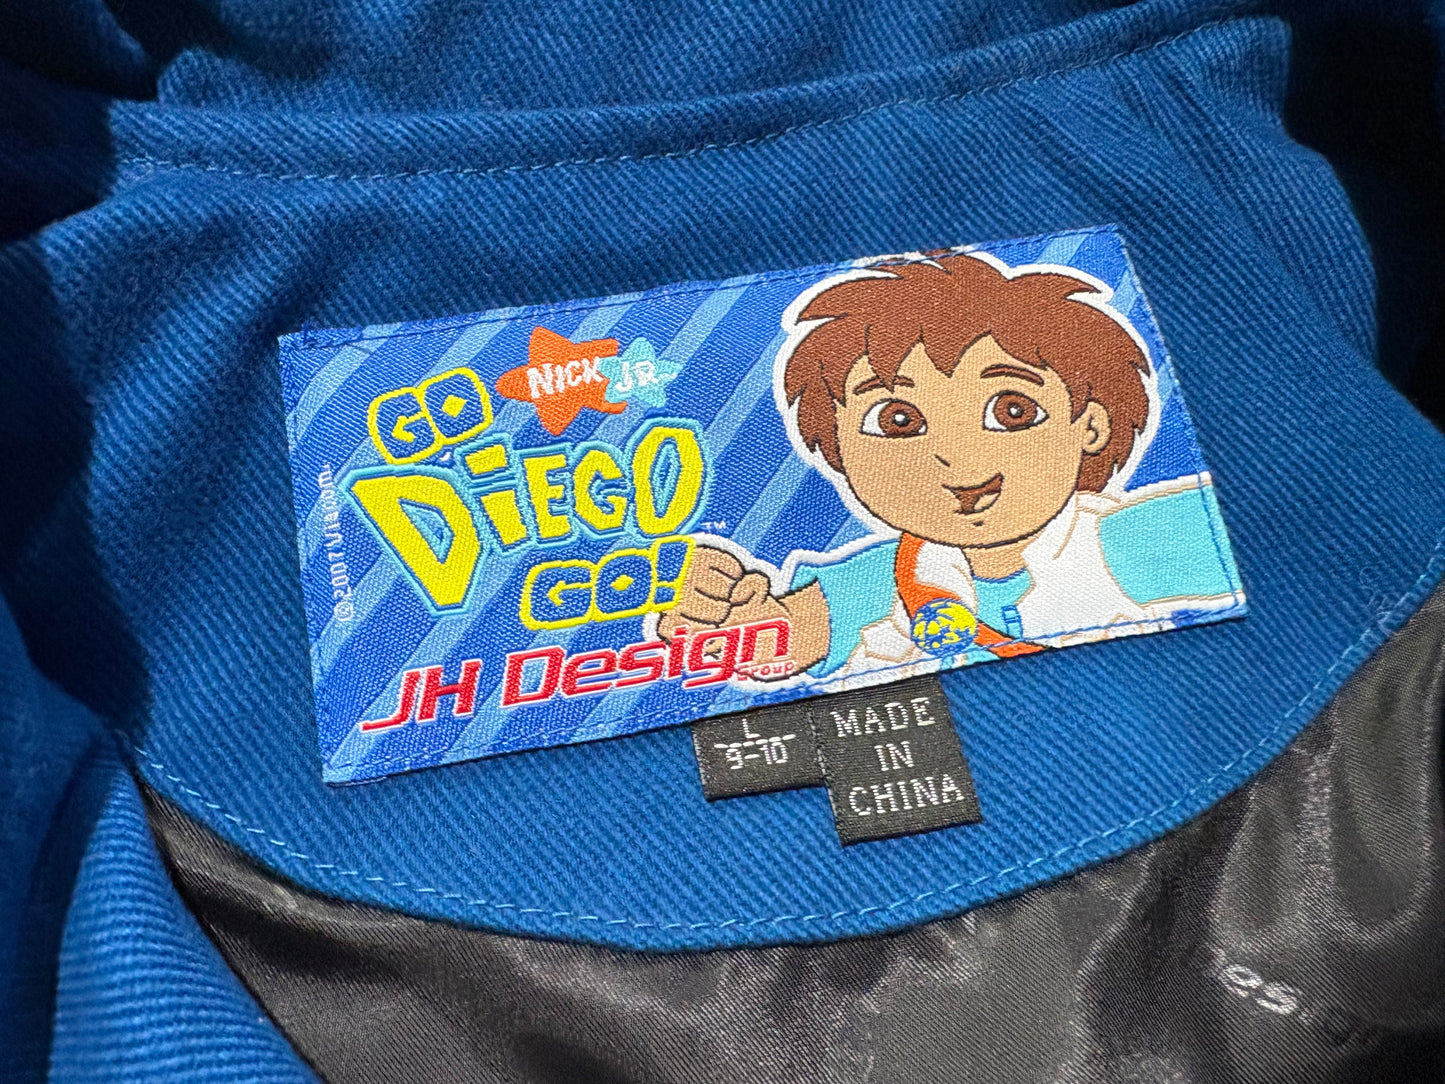 NICK JR.
GO
DIEGO
GO!
TM
©2007 Viacom.
JH Design
Group
L
9-10
MADE
IN
CHINA